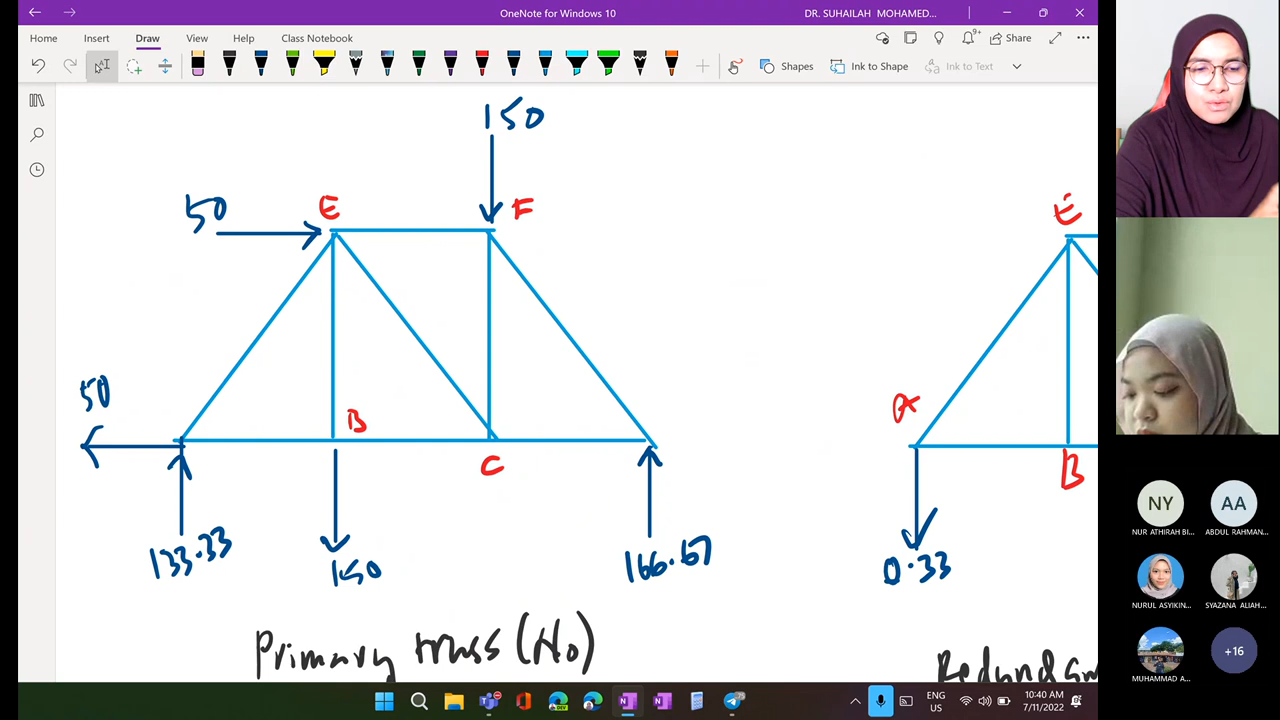 OneNote for Windows 10
DR. SUHAILAH MOHAMED...
Home Insert Draw View Help Class Notebook
9+
Share
Shapes
Ink to Shape
Ink to Text
150
50
E
F
E
50
B
C
A
B
133.33
150
166.67
0.33
Primary truss (No)
NY
AA
NUR ATHIRAH BI...
ABDUL RAHMAN...
NURUL ASYIKIN...
SYAZANA ALIAH...
MUHAMMAD A...
+16
ENG
US
10:40 AM
7/11/2022